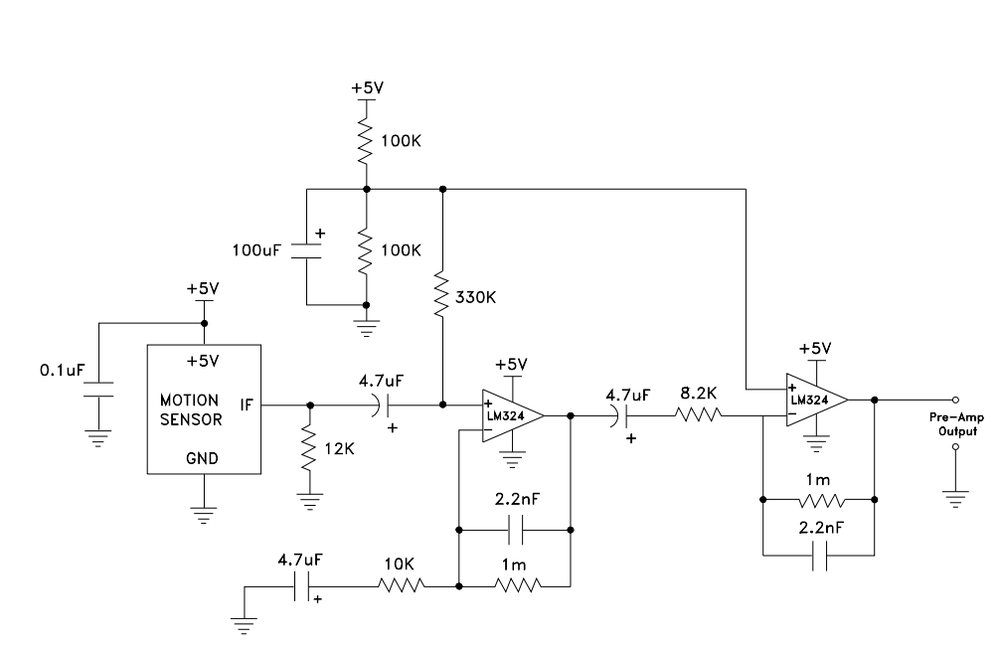 +5V
100K
100uF
+
100K
330K
+5V
0.1uF
+5V
MOTION
SENSOR
IF
GND
12K
4.7uF
+
+5V
+
LM324
−
4.7uF
+
8.2K
+5V
+
LM324
−
Pre-Amp
Output
1m
2.2nF
2.2nF
1m
4.7uF
+
10K